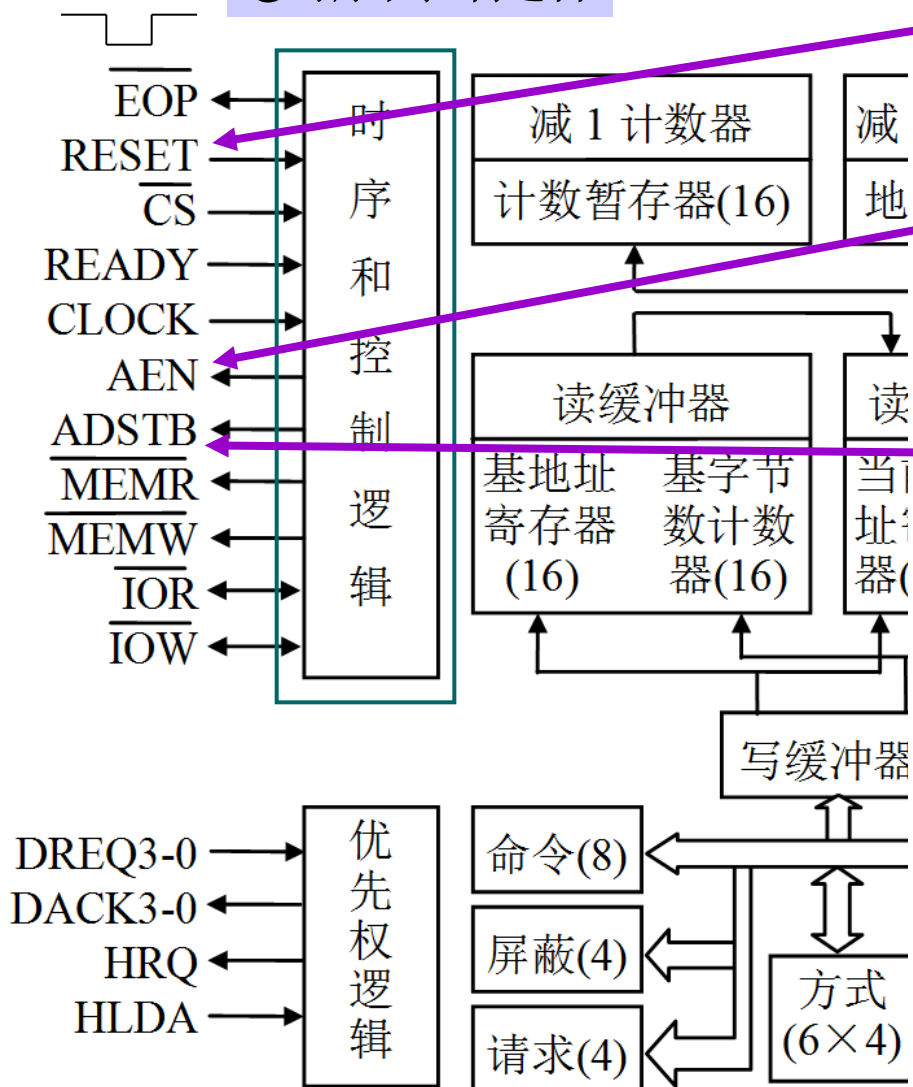 EOP
RESET
CS
READY
CLOCK
AEN
ADSTB
MEMR
MEMW
IOR
IOW
时
序
和
控
制
逻
辑
减 1 计数器
计数暂存器(16)
减
地
读缓冲器
基地址
寄存器
(16)
基字节
数计数
器(16)
读
当前
址寄
器(
写缓冲器
DREQ3-0
DACK3-0
HRQ
HLDA
优
先
权
逻
辑
命令(8)
屏蔽(4)
请求(4)
方式
(6×4)